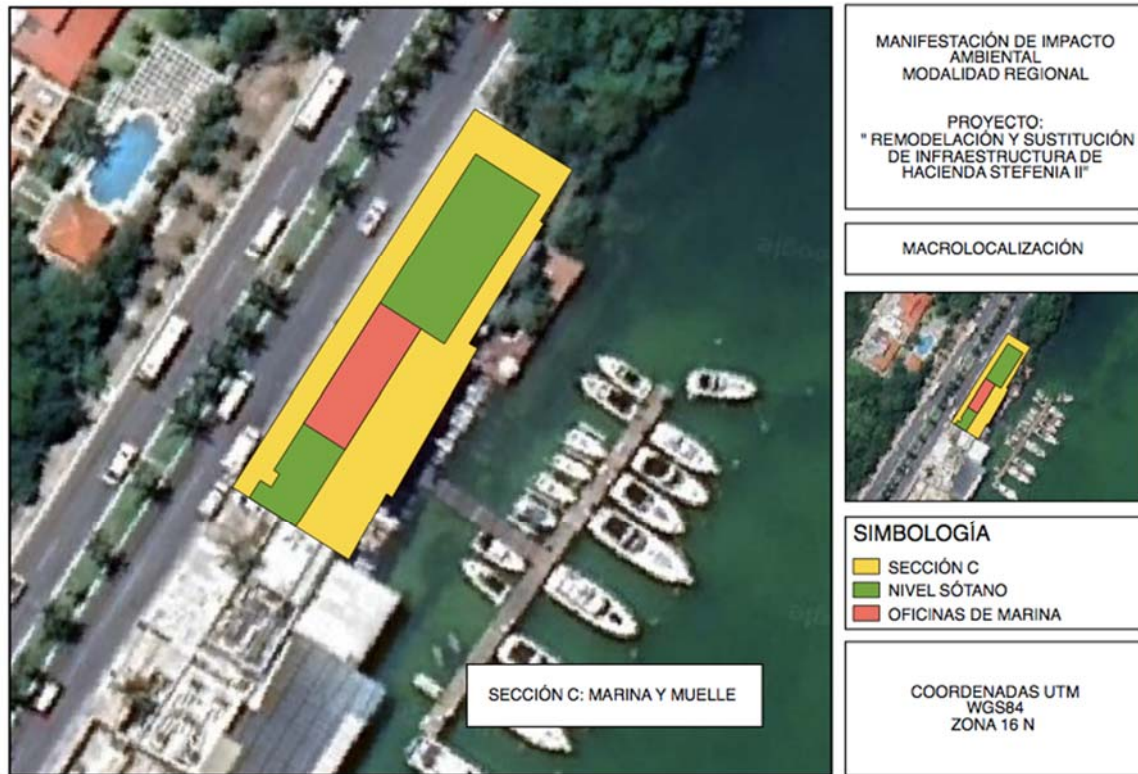 MANIFESTACIÓN DE IMPACTO
AMBIENTAL
MODALIDAD REGIONAL
PROYECTO:
" REMODELACIÓN Y SUSTITUCIÓN
DE INFRAESTRUCTURA DE
HACIENDA STEFENIA II"
MACROLOCALIZACIÓN
SIMBOLOGÍA
SECCIÓN C
NIVEL SÓTANO
OFICINAS DE MARINA
SECCIÓN C: MARINA Y MUELLE
COORDENADAS UTM
WGS84
ZONA 16 N